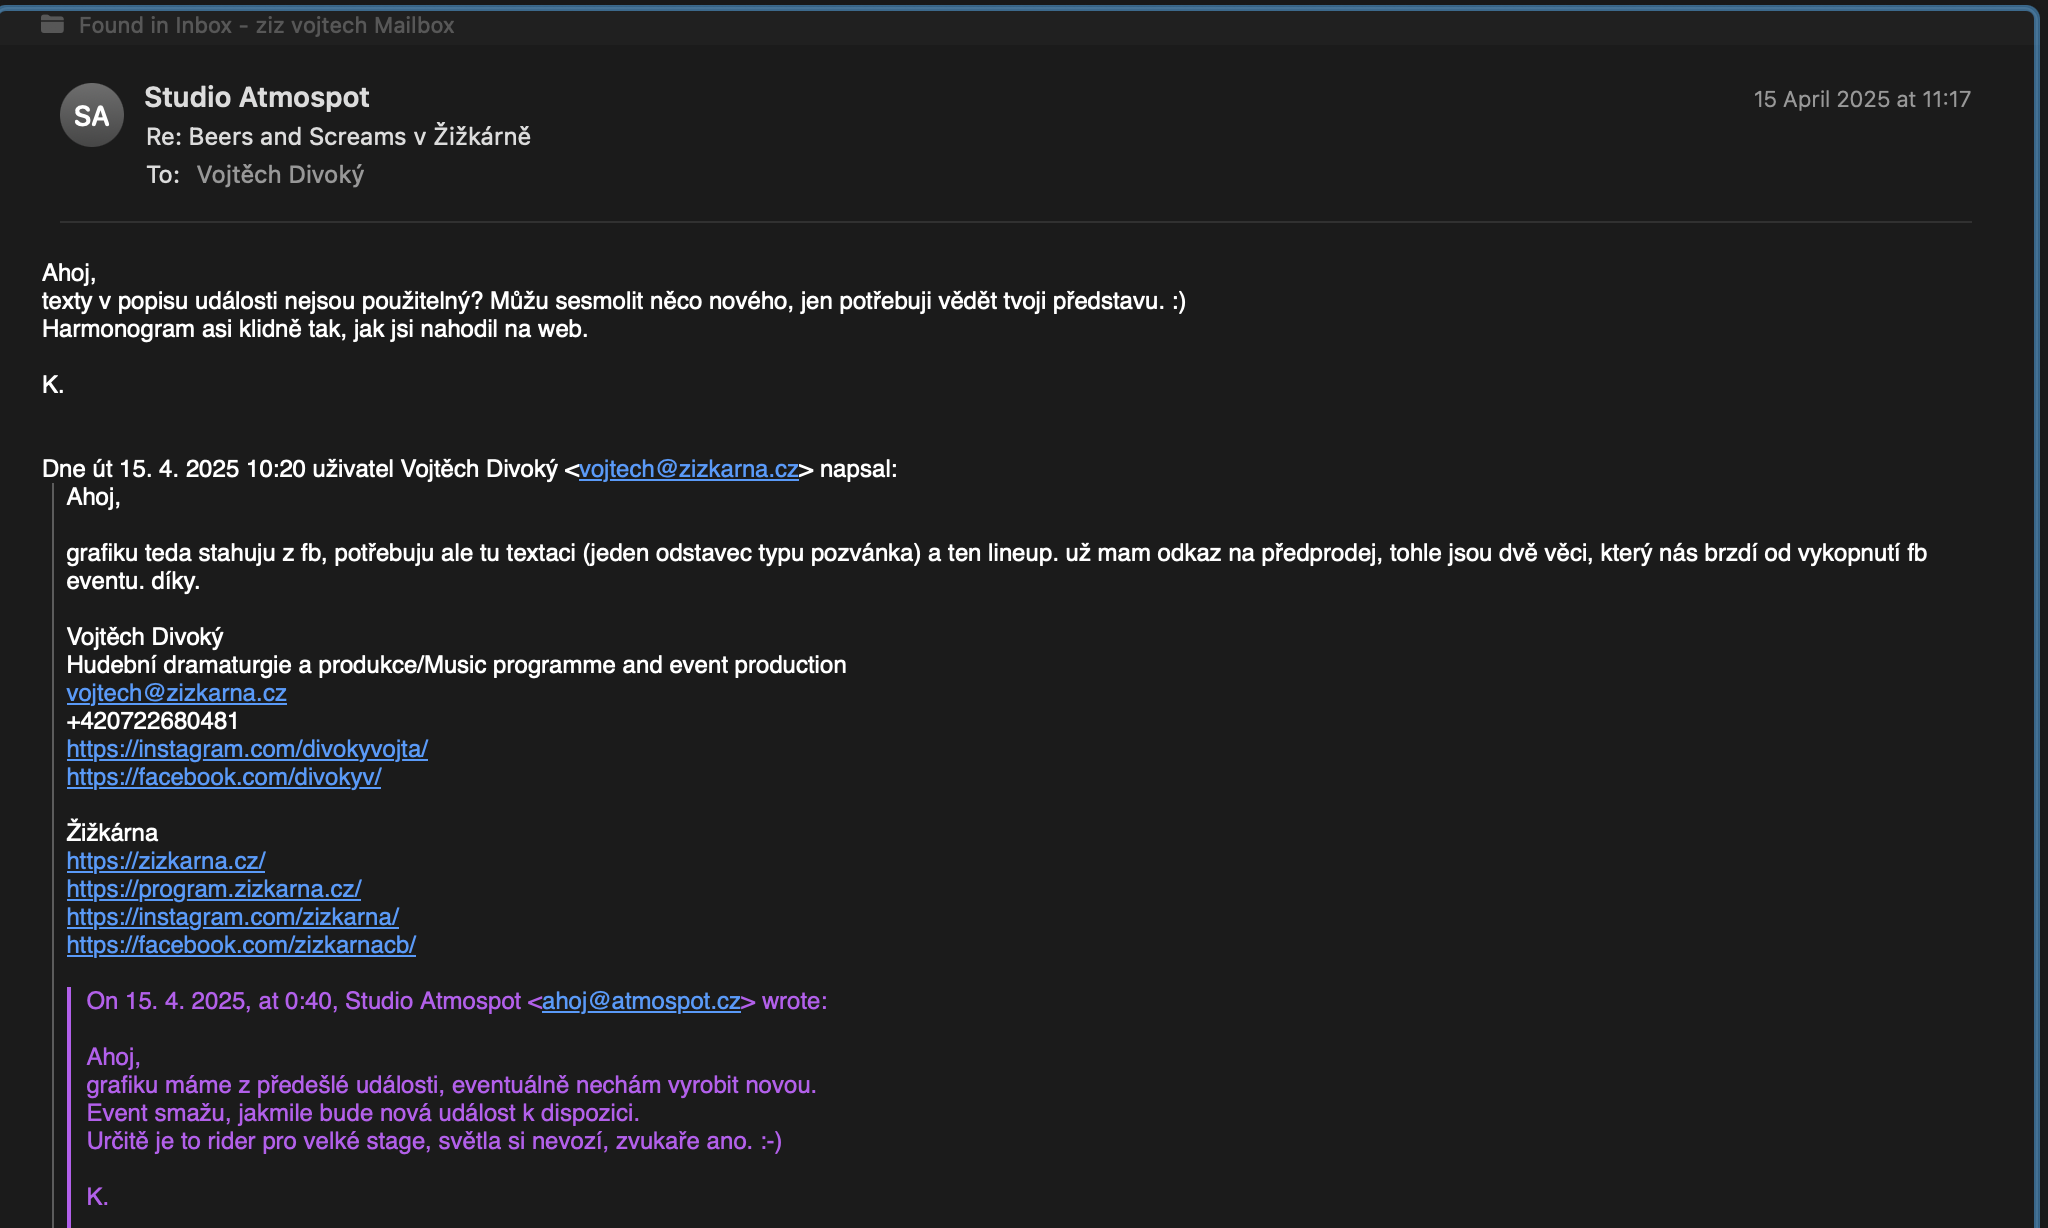 Found in Inbox - ziz vojtech Mailbox
SA
Studio Atmospot
15 April 2025 at 11:17
Re: Beers and Screams v Žižkárně
To: Vojtěch Divoký
Ahoj,
texty v popisu události nejsou použitelný? Můžu sesmolit něco nového, jen potřebuji vědět tvoji představu. :)
Harmonogram asi klidně tak, jak jsi nahodil na web.
K.
Dne út 15. 4. 2025 10:20 uživatel Vojtěch Divoký <vojtech@zizkarna.cz> napsal:
Ahoj,
grafiku teda stahuju z fb, potřebuju ale tu textaci (jeden odstavec typu pozvánka) a ten lineup. už mam odkaz na předprodej, tohle jsou dvě věci, který nás brzdí od vykopnutí fb
eventu. díky.
Vojtěch Divoký
Hudební dramaturgie a produkce/Music programme and event production
vojtech@zizkarna.cz
+420722680481
https://instagram.com/divokyvojta/
https://facebook.com/divokyv/
Žižkárna
https://zizkarna.cz/
https://program.zizkarna.cz/
https://instagram.com/zizkarna/
https://facebook.com/zizkarnacb/
On 15. 4. 2025, at 0:40, Studio Atmospot <ahoj@atmospot.cz> wrote:
Ahoj,
grafiku máme z předešlé události, eventuálně nechám vyrobit novou.
Event smažu, jakmile bude nová událost k dispozici.
Určitě je to rider pro velké stage, světla si nevozí, zvukaře ano. :-)
K.